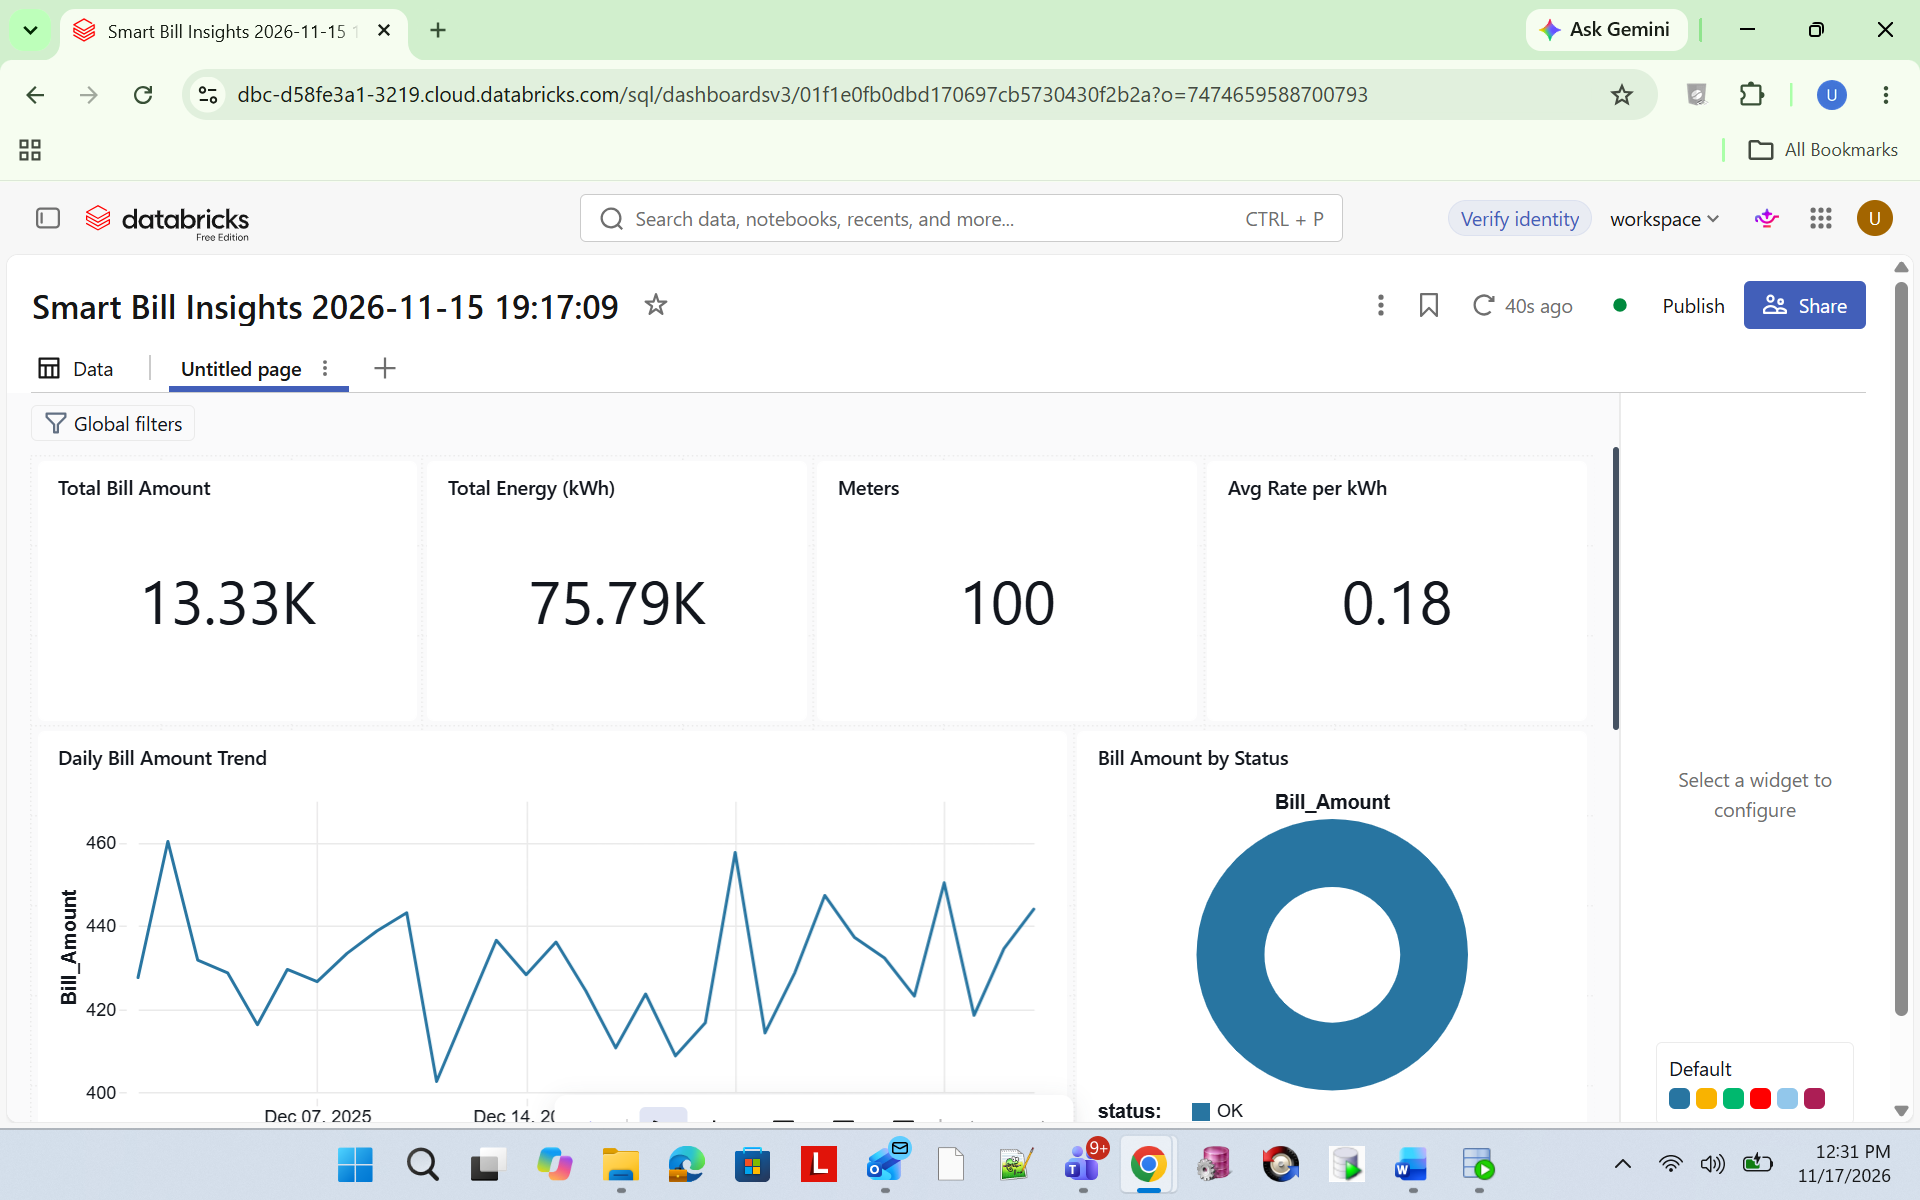 Smart Bill Insights 2026-11-15 1
Ask Gemini
dbc-d58fe3a1-3219.cloud.databricks.com/sql/dashboardsv3/01f1e0fb0dbd170697cb5730430f2b2a?o=7474659588700793
U
All Bookmarks
databricks
Free Edition
Search data, notebooks, recents, and more...
CTRL + P
Verify identity
workspace
U
Smart Bill Insights 2026-11-15 19:17:09
40s ago
Publish
Share
Data
Untitled page
Global filters
Total Bill Amount
13.33K
Total Energy (kWh)
75.79K
Meters
100
Avg Rate per kWh
0.18
Select a widget to
configure
Daily Bill Amount Trend
Bill_Amount
460
440
420
400
Dec 07, 2025
Dec 14, 20
Bill Amount by Status
Bill_Amount
status:
OK
Default
9+
12:31 PM
11/17/2026